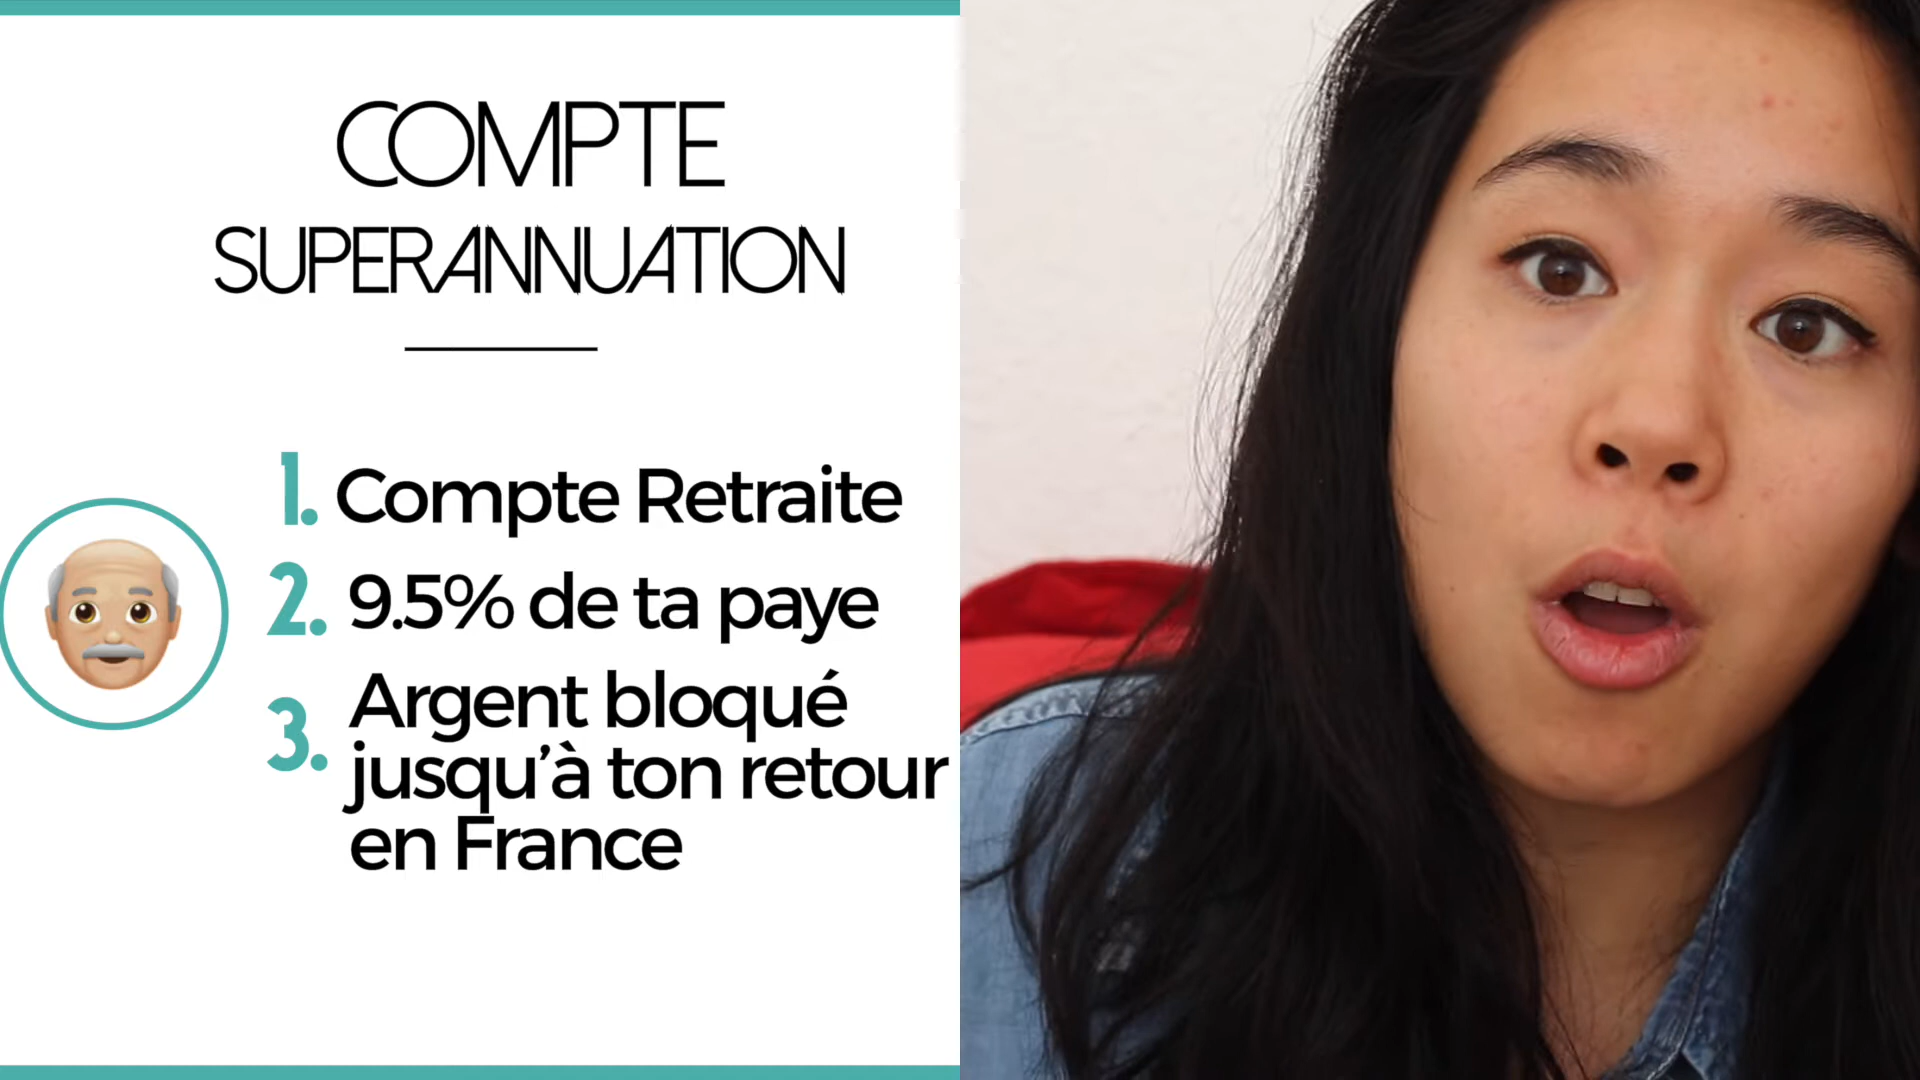 COMPTE
SUPERANNUATION
1. Compte Retraite
2. 9.5% de ta paye
3. Argent bloqué
jusqu’à ton retour
en France